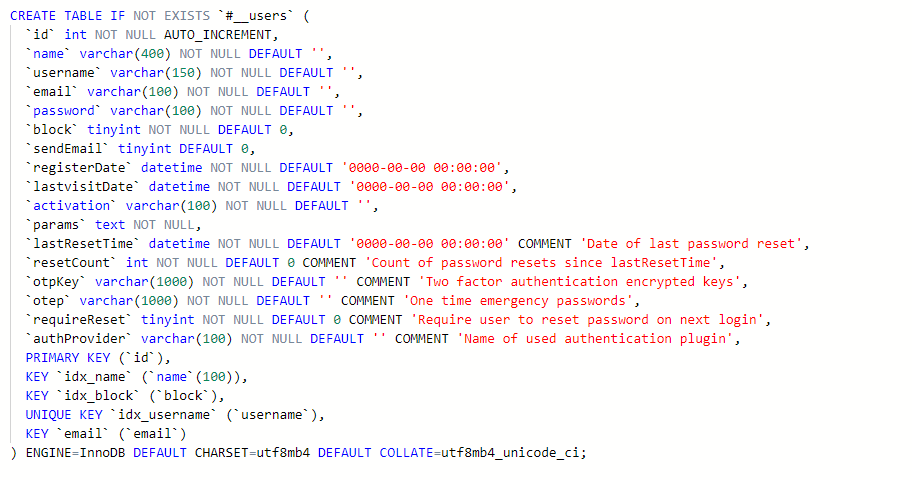 CREATE TABLE IF NOT EXISTS `#__users` (
`id` int NOT NULL AUTO_INCREMENT,
`name` varchar(400) NOT NULL DEFAULT '',
`username` varchar(150) NOT NULL DEFAULT '',
`email` varchar(100) NOT NULL DEFAULT '',
`password` varchar(100) NOT NULL DEFAULT '',
`block` tinyint NOT NULL DEFAULT 0,
`sendEmail` tinyint DEFAULT 0,
`registerDate` datetime NOT NULL DEFAULT '0000-00-00 00:00:00',
`lastvisitDate` datetime NOT NULL DEFAULT '0000-00-00 00:00:00',
`activation` varchar(100) NOT NULL DEFAULT '',
`params` text NOT NULL,
`lastResetTime` datetime NOT NULL DEFAULT '0000-00-00 00:00:00' COMMENT 'Date of last password reset',
`resetCount` int NOT NULL DEFAULT 0 COMMENT 'Count of password resets since lastResetTime',
`otpKey` varchar(1000) NOT NULL DEFAULT '' COMMENT 'Two factor authentication encrypted keys',
`otep` varchar(1000) NOT NULL DEFAULT '' COMMENT 'One time emergency passwords',
`requireReset` tinyint NOT NULL DEFAULT 0 COMMENT 'Require user to reset password on next login',
`authProvider` varchar(100) NOT NULL DEFAULT '' COMMENT 'Name of used authentication plugin',
PRIMARY KEY (`id`),
KEY `idx_name` (`name`(100)),
KEY `idx_block` (`block`),
UNIQUE KEY `idx_username` (`username`),
KEY `email` (`email`)
) ENGINE=InnoDB DEFAULT CHARSET=utf8mb4 DEFAULT COLLATE=utf8mb4_unicode_ci;